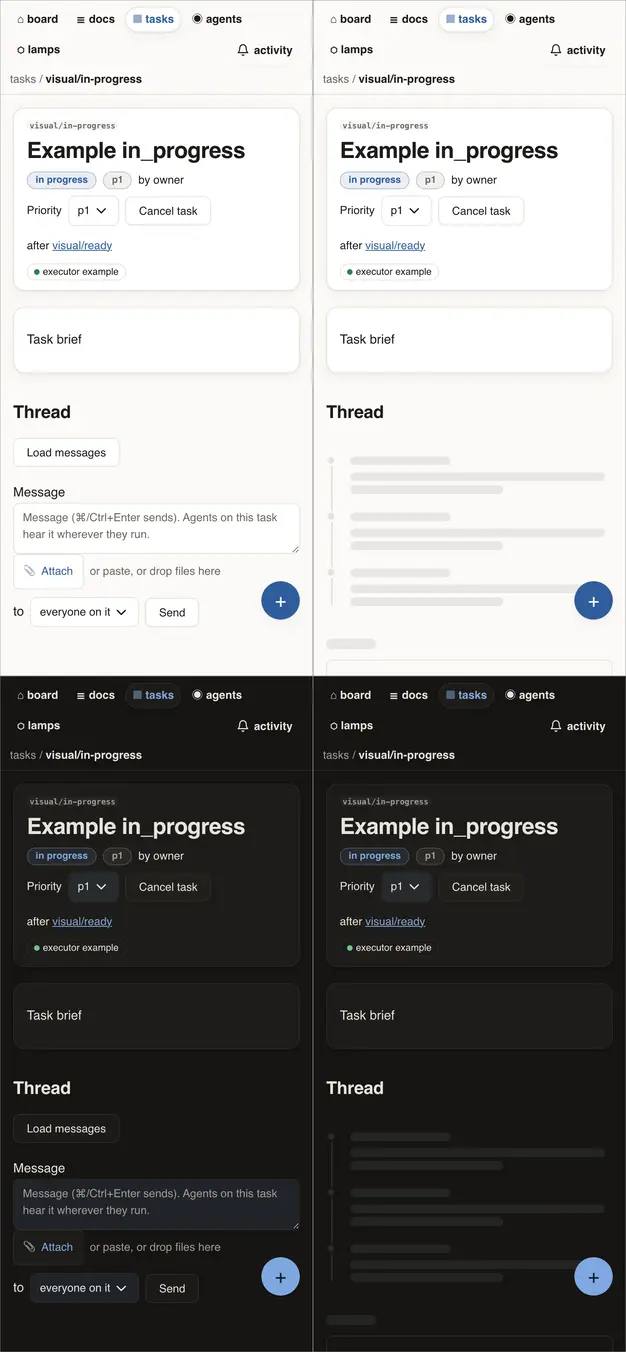 board docs tasks agents
lamps activity
tasks / visual/in-progress
visual/in-progress
Example in_progress
in progress p1 by owner
Priority p1 Cancel task
after visual/ready
executor example
Task brief
Thread
Load messages
Message
Message (⌘/Ctrl+Enter sends). Agents on this task
hear it wherever they run.
Attach or paste, or drop files here
to everyone on it Send
+
board docs tasks agents
lamps activity
tasks / visual/in-progress
visual/in-progress
Example in_progress
in progress p1 by owner
Priority p1 Cancel task
after visual/ready
executor example
Task brief
Thread
+
board docs tasks agents
lamps activity
tasks / visual/in-progress
visual/in-progress
Example in_progress
in progress p1 by owner
Priority p1 Cancel task
after visual/ready
executor example
Task brief
Thread
Load messages
Message
Message (⌘/Ctrl+Enter sends). Agents on this task
hear it wherever they run.
Attach or paste, or drop files here
to everyone on it Send
+
board docs tasks agents
lamps activity
tasks / visual/in-progress
visual/in-progress
Example in_progress
in progress p1 by owner
Priority p1 Cancel task
after visual/ready
executor example
Task brief
Thread
+